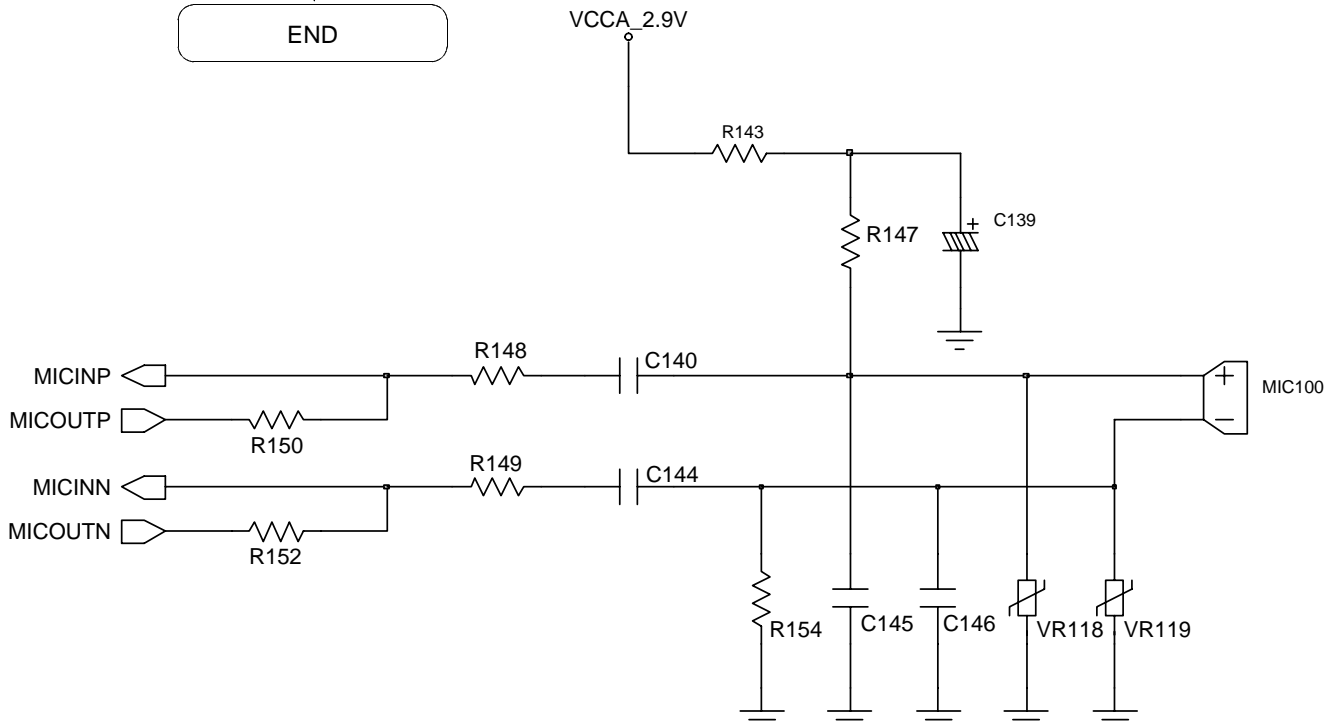 END
VCCA_2.9V
R143
R147
+
C139
R148
C140
MICINP
+
MIC100
MICOUTP
R150
−
R149
C144
MICINN
MICOUTN
R152
R154
C145
C146
VR118
VR119